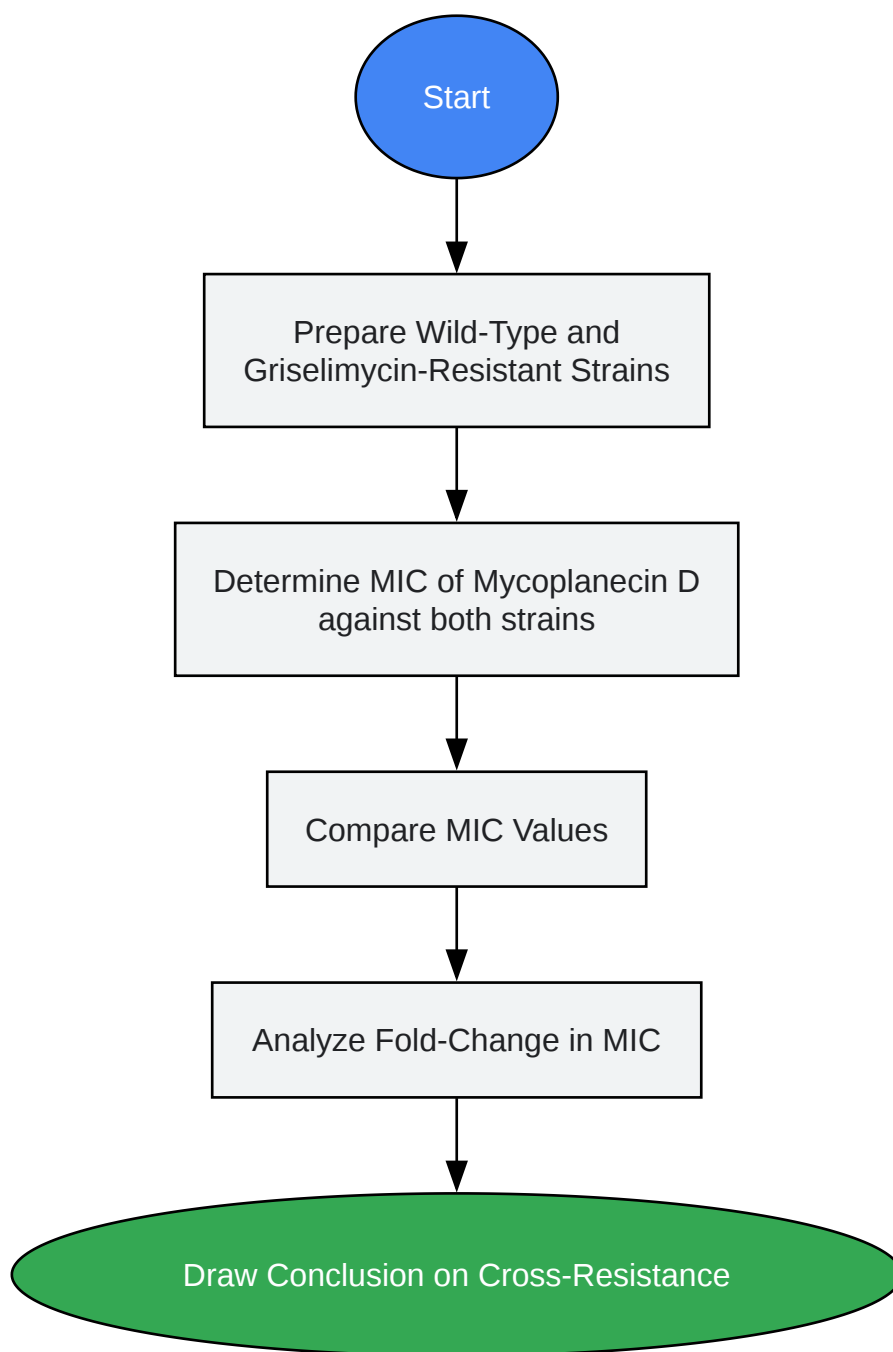 Start
Prepare Wild-Type and
Griselimycin-Resistant Strains
Determine MIC of Mycoplanecin D
against both strains
Compare MIC Values
Analyze Fold-Change in MIC
Draw Conclusion on Cross-Resistance